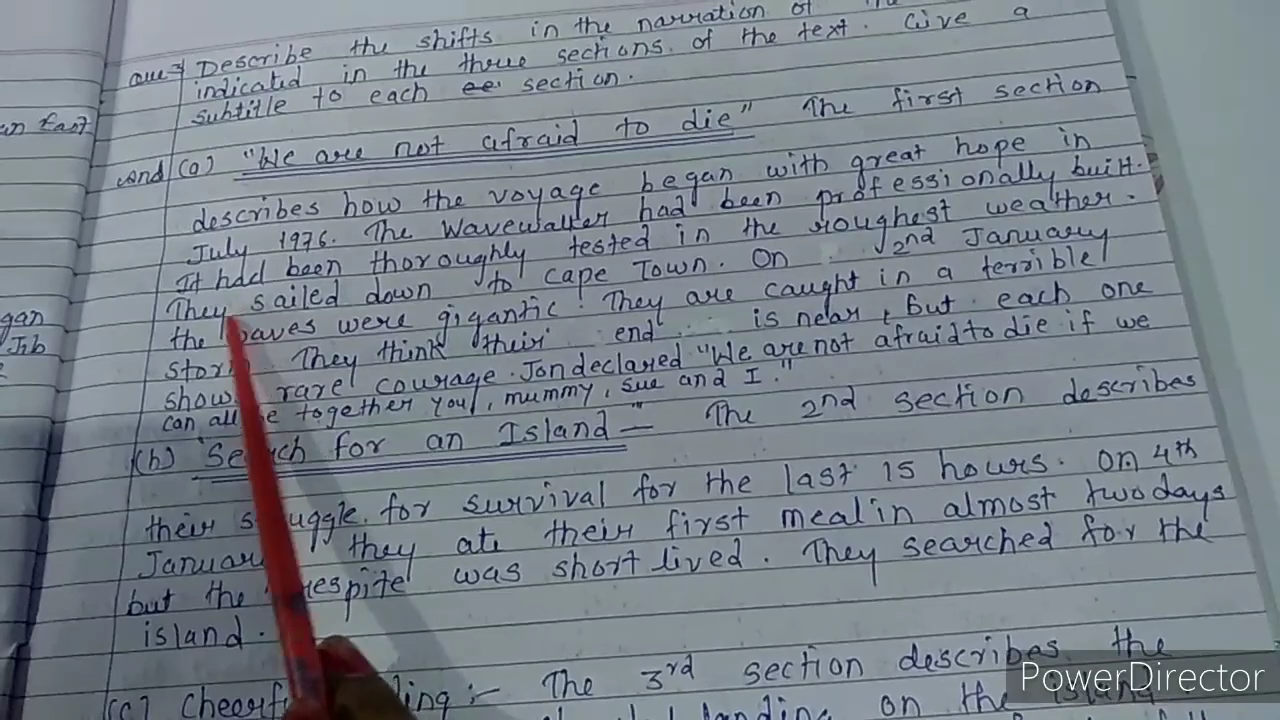 an East
gan
Jib
que → Describe the shifts in the narration of
indicated in the three sections of the text. Give a
subtitle to each section.
and (a) "We are not afraid to die" The first section
describes how the voyage began with great hope in
July 1976. The Wavewalker had been professionally built.
It had been thoroughly tested in the roughest weather.
They sailed down to Cape Town. On 2nd January
the waves were gigantic. They are caught in a terrible
storm. They think their end is near, but each one
show rare courage. Jon declared "We are not afraid to die if we
can all be together you, mummy, sue and I."
(b) "Search for an Island" – The 2nd section describes
their struggle for survival for the last 15 hours. On 4th
January they ate their first meal in almost two days
but the respite was short lived. They searched for the
island.
(c) :- The 3rd section describes the
landing on the island
PowerDirector